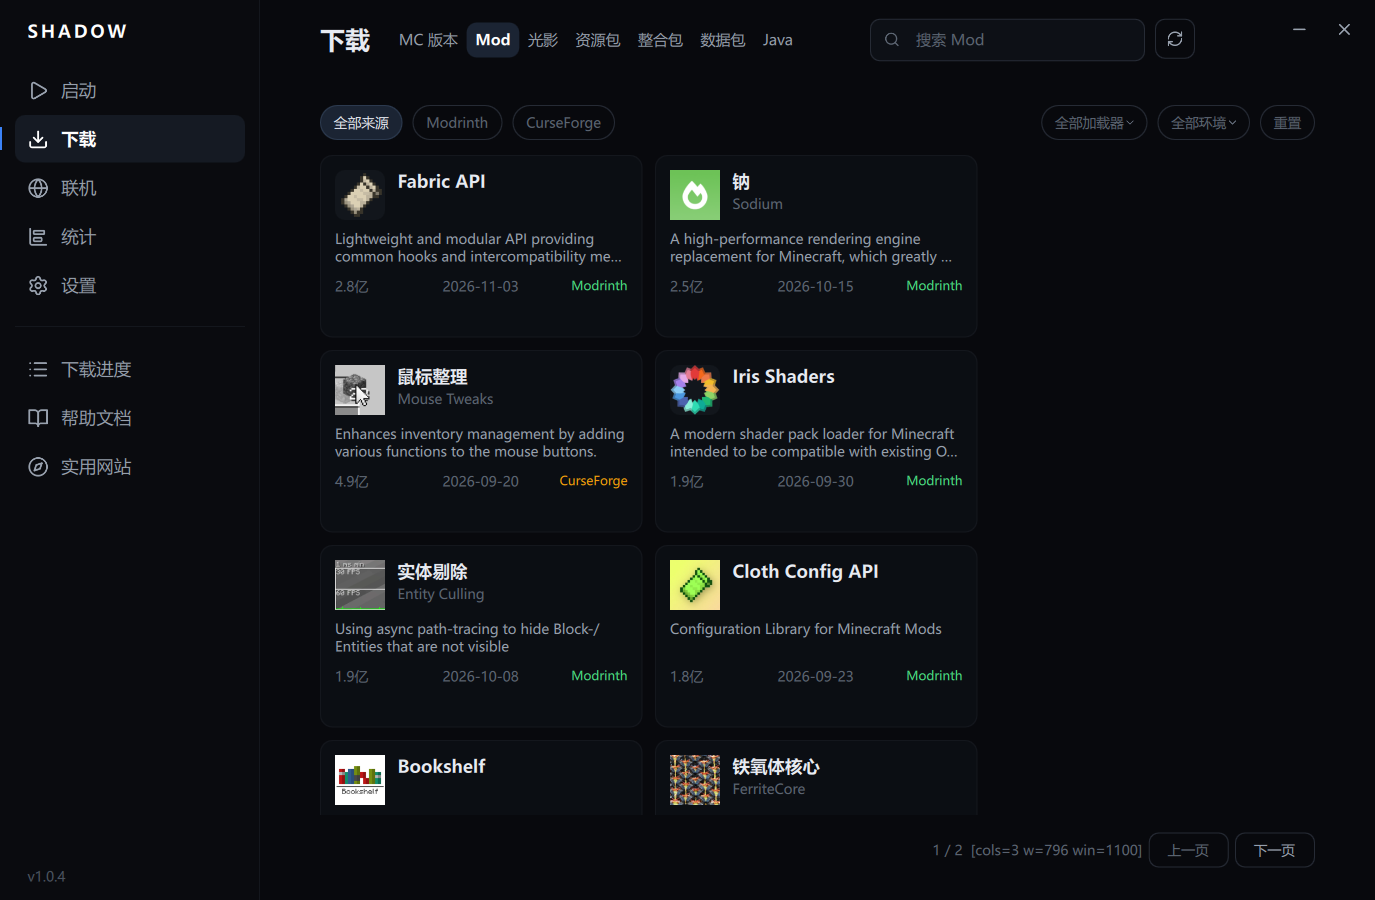 SHADOW
启动
下载
联机
统计
设置
下载进度
帮助文档
实用网站
v1.0.4
下载 MC 版本 Mod 光影 资源包 整合包 数据包 Java
搜索 Mod
全部来源 Modrinth CurseForge 全部加载器 全部环境 重置
Fabric API
Lightweight and modular API providing
common hooks and intercompatibility me...
2.8亿 2026-11-03 Modrinth
钠
Sodium
A high-performance rendering engine
replacement for Minecraft, which greatly ...
2.5亿 2026-10-15 Modrinth
鼠标整理
Mouse Tweaks
Enhances inventory management by adding
various functions to the mouse buttons.
4.9亿 2026-09-20 CurseForge
Iris Shaders
A modern shader pack loader for Minecraft
intended to be compatible with existing O...
1.9亿 2026-09-30 Modrinth
30 FPS
60 FPS
实体剔除
Entity Culling
Using async path-tracing to hide Block-/
Entities that are not visible
1.9亿 2026-10-08 Modrinth
Cloth Config API
Configuration Library for Minecraft Mods
1.8亿 2026-09-23 Modrinth
Bookshelf
Bookshelf
铁氧体核心
FerriteCore
1 / 2 [cols=3 w=796 win=1100] 上一页 下一页